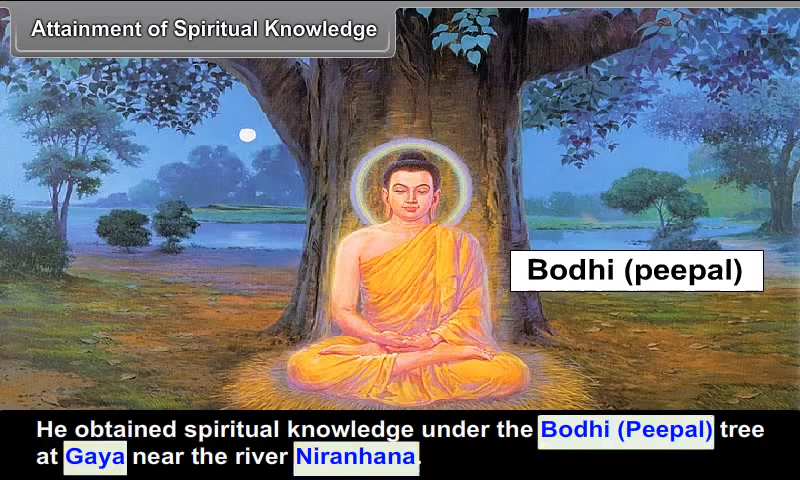 Attainment of Spiritual Knowledge
Bodhi (peepal)
He obtained spiritual knowledge under the Bodhi (Peepal) tree
at Gaya near the river Niranhana.